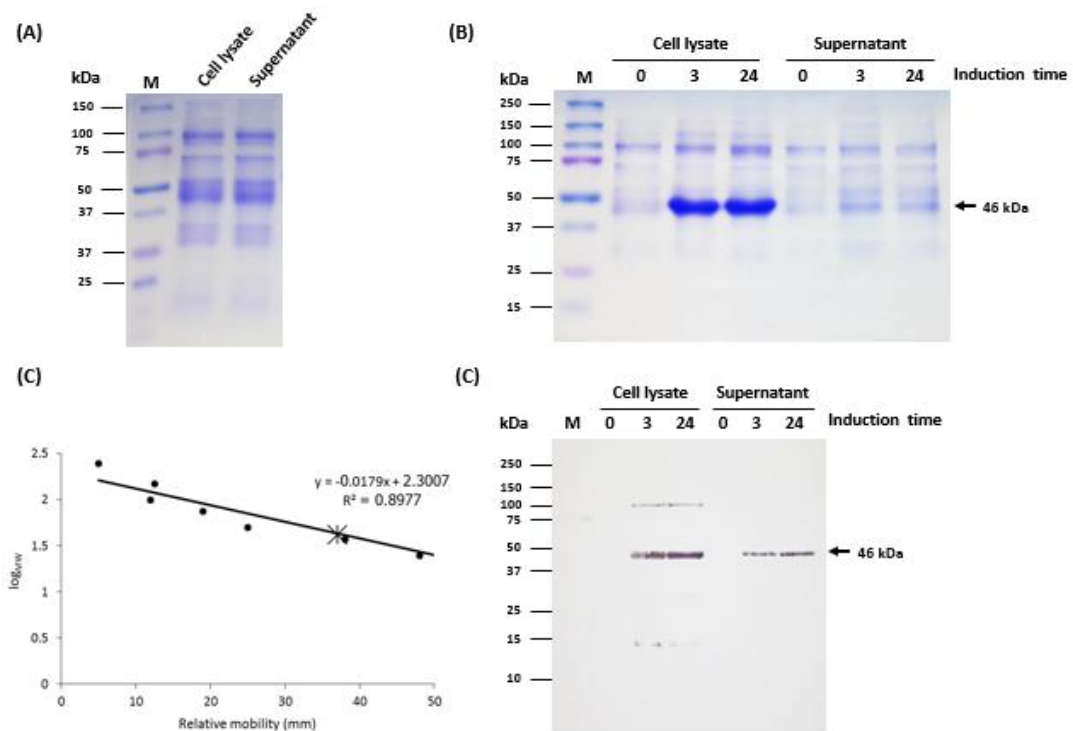 (A)
Cell lysate
Supernatant
kDa
M
150
100
75
50
37
37
25
(B)
Cell lysate Supernatant
kDa M 0 3 24 0 3 24 Induction time
250
150
100
75
50
46 kDa
37
25
15
(C)
2.5
2
1.5
1
0.5
0
y = -0.0179x + 2.3007
R² = 0.8977
logMW
0 10 20 30 40 50
Relative mobility (mm)
(C)
Cell lysate Supernatant
kDa M 0 3 24 0 3 24 Induction time
250
150
100
75
50
46 kDa
37
25
15
10